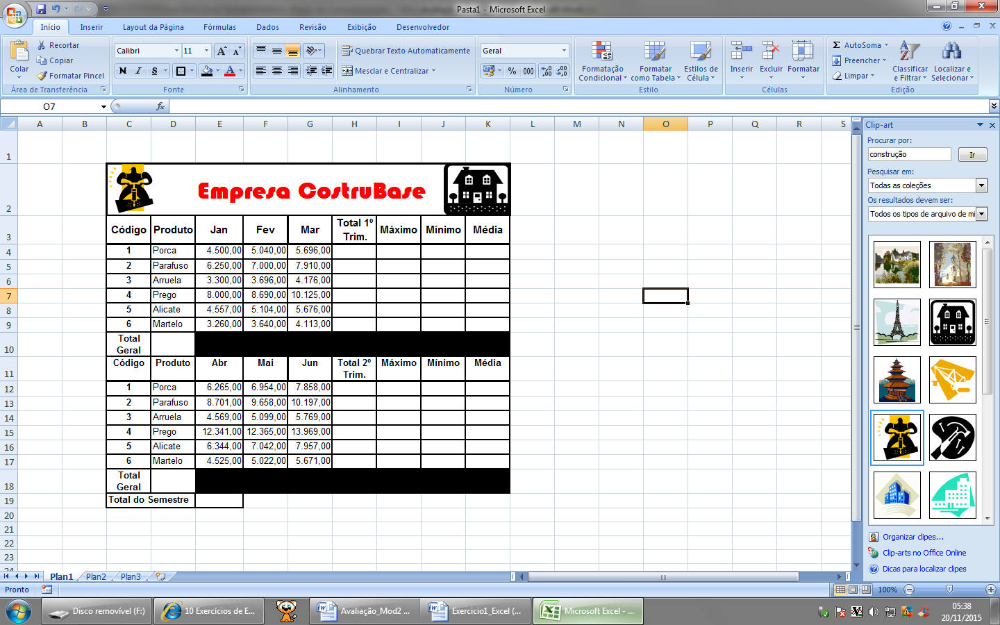 Pasta1 - Microsoft Excel
Início Inserir Layout da Página Fórmulas Dados Revisão Exibição Desenvolvedor
Colar
Recortar
Copiar
Formatar Pincel
Área de Transferência
Calibri 11
N I S
Fonte
Quebrar Texto Automaticamente
Mesclar e Centralizar
Alinhamento
Geral
% 000
Número
Formatação Condicional
Formatar como Tabela
Estilos de Célula
Estilo
Inserir Excluir Formatar
Células
AutoSoma
Preencher
Limpar
Classificar e Filtrar
Localizar e Selecionar
Edição
O7 fx
A B C D E F G H I J K L M N O P Q R S
1
2 Empresa CostruBase
3 Código Produto Jan Fev Mar Total 1º Trim. Máximo Mínimo Média
4 1 Porca 4.500,00 5.040,00 5.696,00
5 2 Parafuso 6.250,00 7.000,00 7.910,00
6 3 Arruela 3.300,00 3.696,00 4.176,00
7 4 Prego 8.000,00 8.690,00 10.125,00
8 5 Alicate 4.557,00 5.104,00 5.676,00
9 6 Martelo 3.260,00 3.640,00 4.113,00
10 Total Geral
11 Código Produto Abr Mai Jun Total 2º Trim. Máximo Mínimo Média
12 1 Porca 6.265,00 6.954,00 7.858,00
13 2 Parafuso 8.701,00 9.658,00 10.197,00
14 3 Arruela 4.569,00 5.099,00 5.769,00
15 4 Prego 12.341,00 12.365,00 13.969,00
16 5 Alicate 6.344,00 7.042,00 7.957,00
17 6 Martelo 4.525,00 5.022,00 5.671,00
18 Total Geral
19 Total do Semestre
20
21
22
23
24
Clip-art
Procurar por:
construção Ir
Pesquisar em:
Todas as coleções
Os resultados devem ser:
Todos os tipos de arquivo de mi
Organizar clipes...
Clip-arts no Office Online
Dicas para localizar clipes
Plan1 Plan2 Plan3
Pronto 100%
Disco removível (F:) 10 Exercícios de E... Avaliação_Mod2 ... Exercicio1_Excel (... Microsoft Excel - ...
05:38
20/11/2015